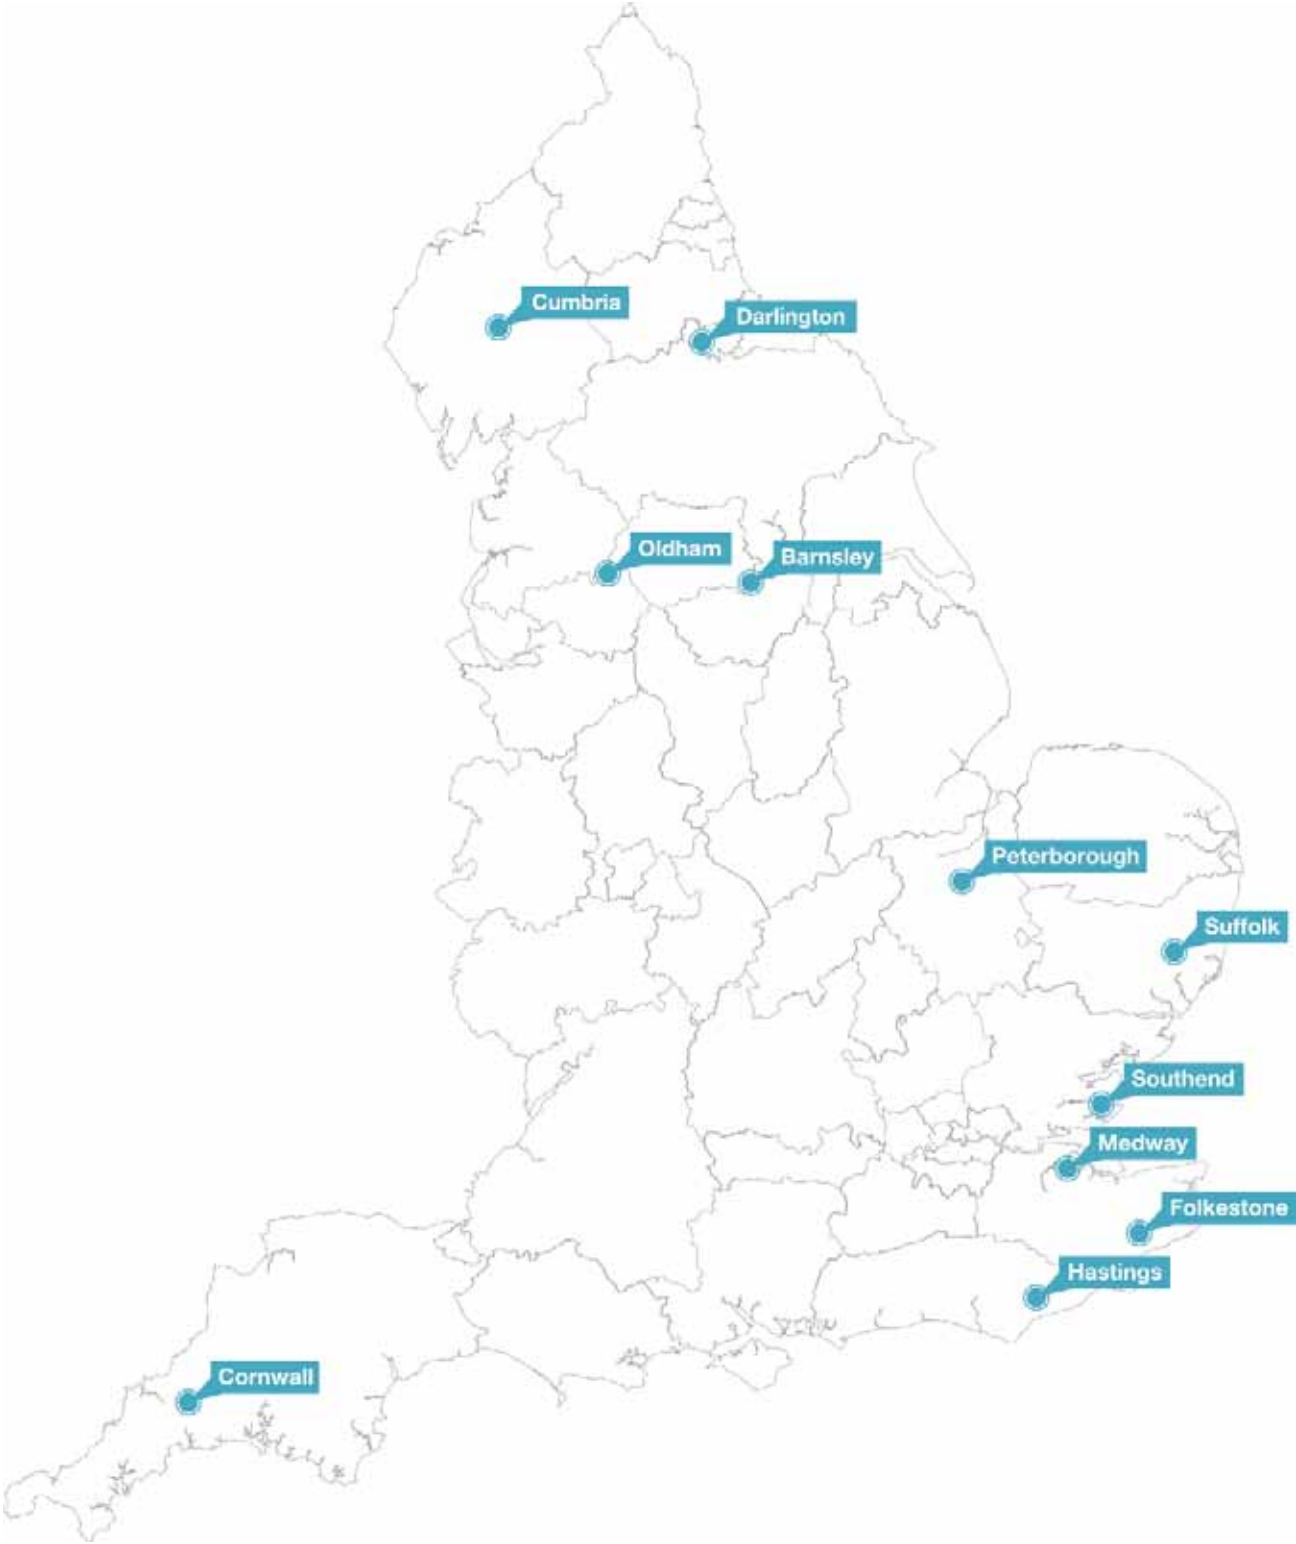 Cumbria
Darlington
Oldham
Barnsley
Peterborough
Suffolk
Southend
Medway
Folkestone
Hastings
Cornwall